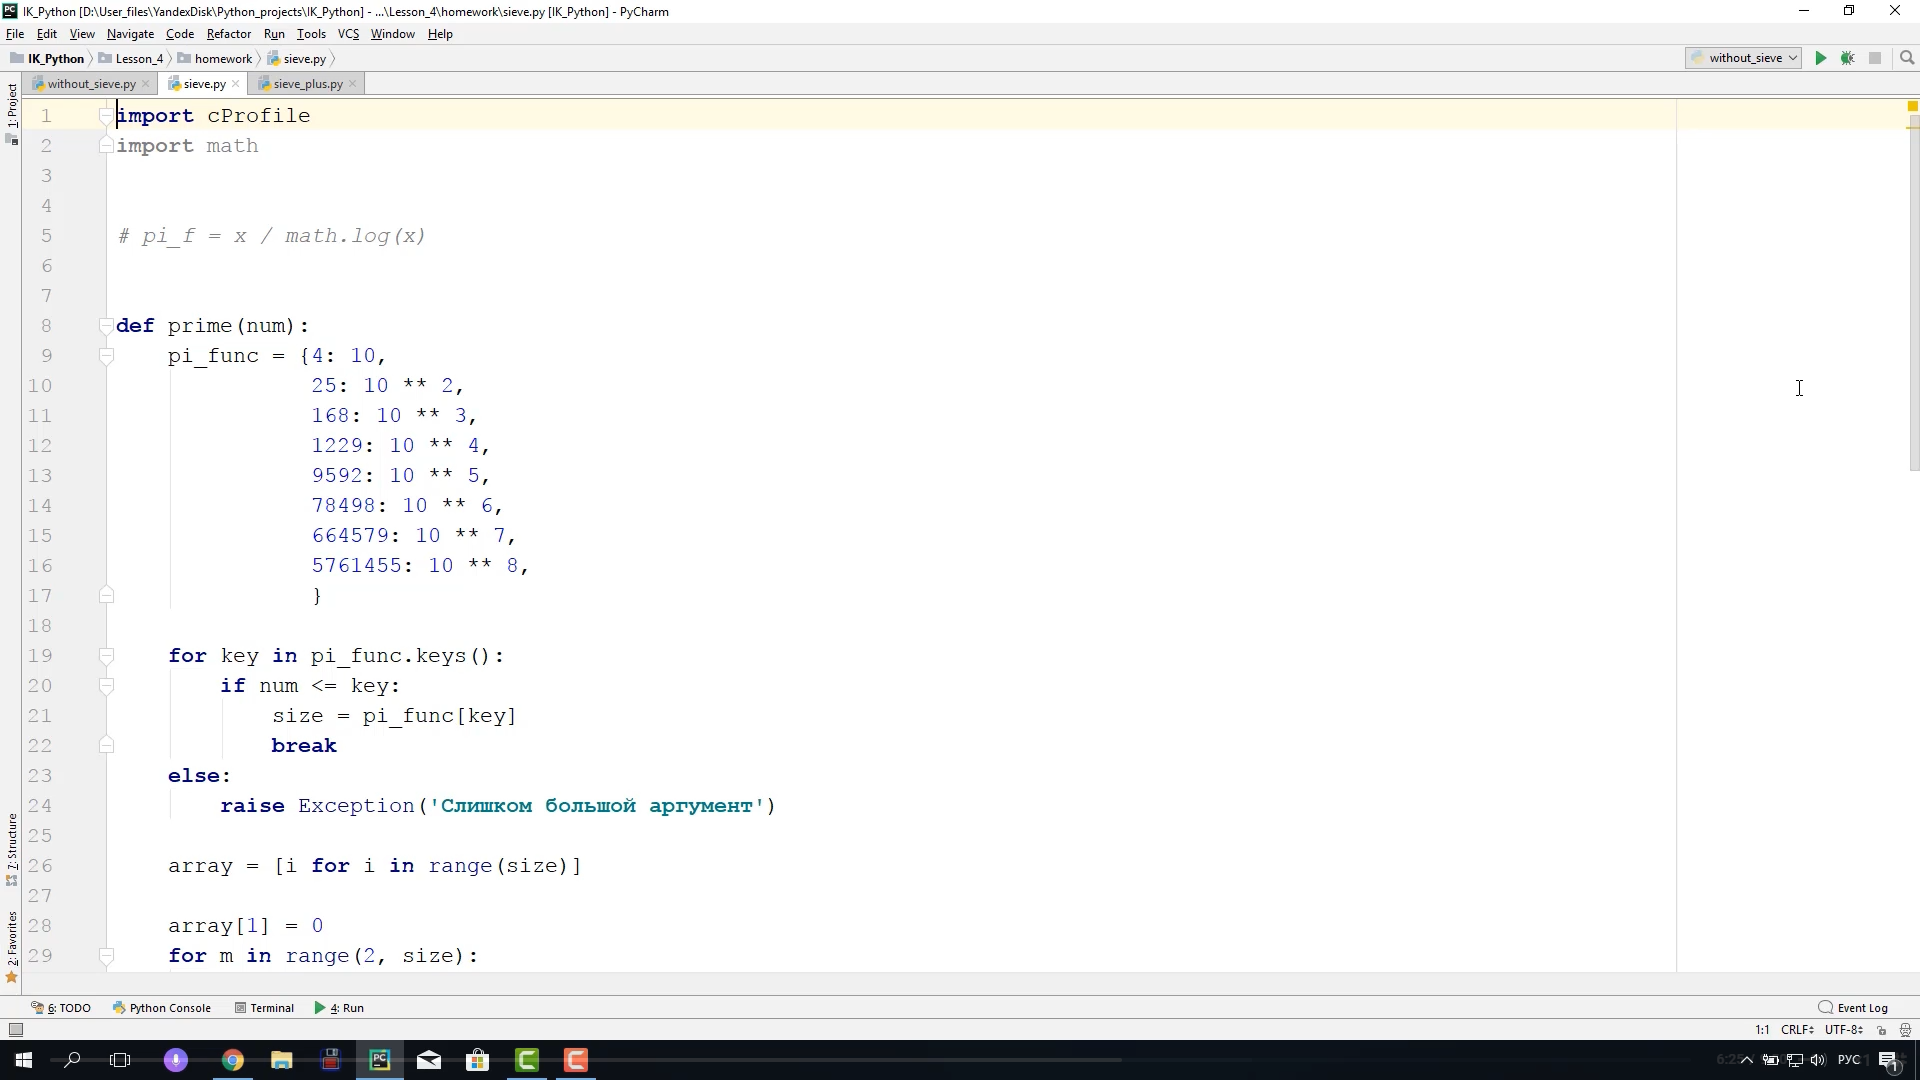 IK_Python [D:\User_files\YandexDisk\Python_projects\IK_Python] - ...\Lesson_4\homework\sieve.py [IK_Python] - PyCharm
File Edit View Navigate Code Refactor Run Tools VCS Window Help
IK_Python Lesson_4 homework sieve.py without_sieve
without_sieve.py sieve.py sieve_plus.py
1: Project
1 import cProfile
2 import math
3
4
5 # pi_f = x / math.log(x)
6
7
8 def prime(num):
9 pi_func = {4: 10,
10 25: 10 ** 2,
11 168: 10 ** 3,
12 1229: 10 ** 4,
13 9592: 10 ** 5,
14 78498: 10 ** 6,
15 664579: 10 ** 7,
16 5761455: 10 ** 8,
17 }
18
19 for key in pi_func.keys():
20 if num <= key:
21 size = pi_func[key]
22 break
23 else:
24 raise Exception('Слишком большой аргумент')
25
26 array = [i for i in range(size)]
27
28 array[1] = 0
29 for m in range(2, size):
7: Structure
2: Favorites
6: TODO Python Console Terminal 4: Run Event Log
1:1 CRLF UTF-8
PC РУС 1